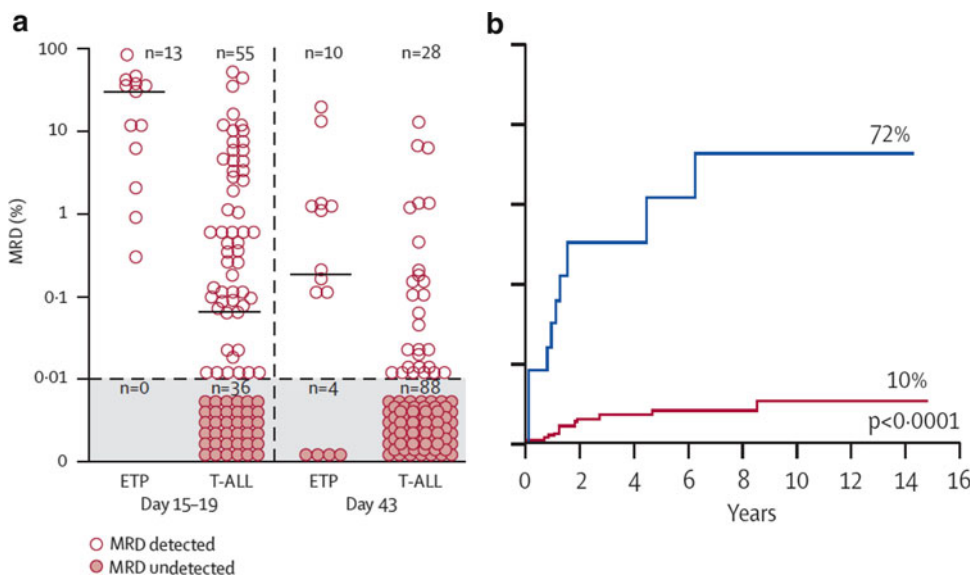 a
b
n=13 n=55 n=10 n=28
100
10
1
0·1
0·01
0
MRD (%)
n=0 n=36 n=4 n=88
ETP T-ALL ETP T-ALL
Day 15–19 Day 43
MRD detected
MRD undetected
72%
10%
p<0·0001
0 2 4 6 8 10 12 14 16
Years